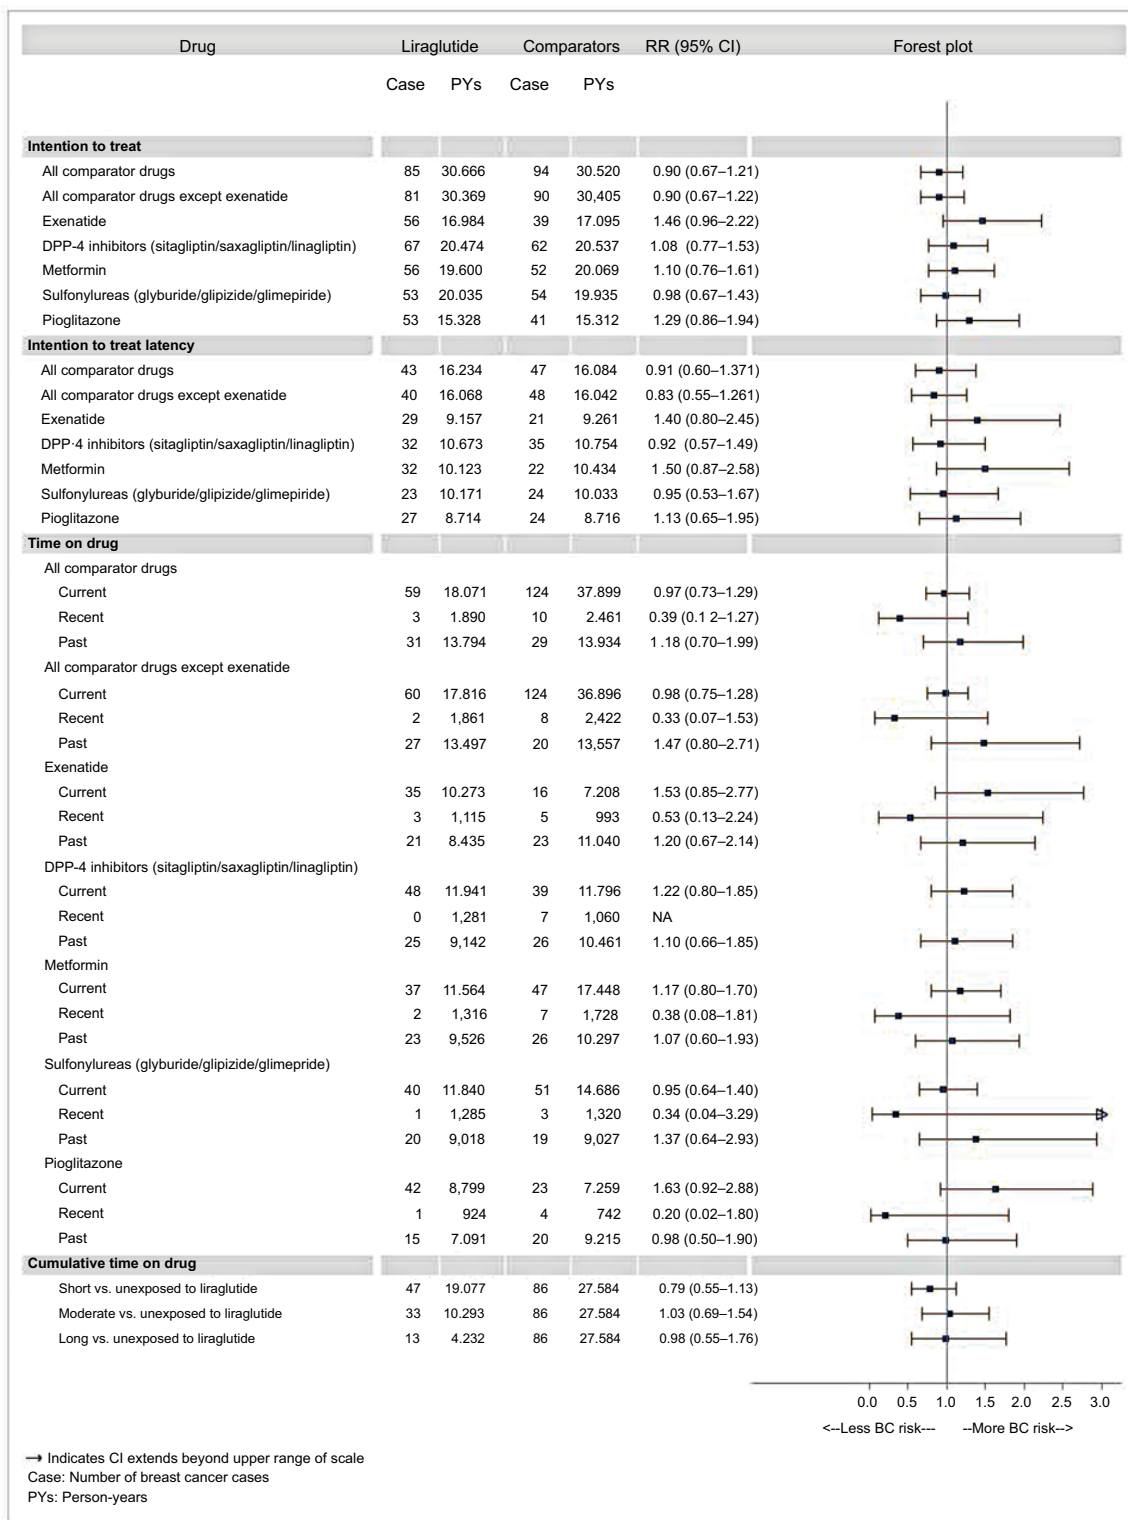 Drug Liraglutide Comparators RR (95% CI) Forest plot
Case PYs Case PYs
Intention to treat
All comparator drugs 85 30.666 94 30.520 0.90 (0.67–1.21)
All comparator drugs except exenatide 81 30.369 90 30,405 0.90 (0.67–1.22)
Exenatide 56 16.984 39 17.095 1.46 (0.96–2.22)
DPP-4 inhibitors (sitagliptin/saxagliptin/linagliptin) 67 20.474 62 20.537 1.08 (0.77–1.53)
Metformin 56 19.600 52 20.069 1.10 (0.76–1.61)
Sulfonylureas (glyburide/glipizide/glimepiride) 53 20.035 54 19.935 0.98 (0.67–1.43)
Pioglitazone 53 15.328 41 15.312 1.29 (0.86–1.94)
Intention to treat latency
All comparator drugs 43 16.234 47 16.084 0.91 (0.60–1.371)
All comparator drugs except exenatide 40 16.068 48 16.042 0.83 (0.55–1.261)
Exenatide 29 9.157 21 9.261 1.40 (0.80–2.45)
DPP·4 inhibitors (sitagliptin/saxagliptin/linagliptin) 32 10.673 35 10.754 0.92 (0.57–1.49)
Metformin 32 10.123 22 10.434 1.50 (0.87–2.58)
Sulfonylureas (glyburide/glipizide/glimepiride) 23 10.171 24 10.033 0.95 (0.53–1.67)
Pioglitazone 27 8.714 24 8.716 1.13 (0.65–1.95)
Time on drug
All comparator drugs
Current 59 18.071 124 37.899 0.97 (0.73–1.29)
Recent 3 1.890 10 2.461 0.39 (0.1 2–1.27)
Past 31 13.794 29 13.934 1.18 (0.70–1.99)
All comparator drugs except exenatide
Current 60 17.816 124 36.896 0.98 (0.75–1.28)
Recent 2 1,861 8 2,422 0.33 (0.07–1.53)
Past 27 13.497 20 13,557 1.47 (0.80–2.71)
Exenatide
Current 35 10.273 16 7.208 1.53 (0.85–2.77)
Recent 3 1,115 5 993 0.53 (0.13–2.24)
Past 21 8.435 23 11.040 1.20 (0.67–2.14)
DPP-4 inhibitors (sitagliptin/saxagliptin/linagliptin)
Current 48 11.941 39 11.796 1.22 (0.80–1.85)
Recent 0 1,281 7 1,060 NA
Past 25 9,142 26 10.461 1.10 (0.66–1.85)
Metformin
Current 37 11.564 47 17.448 1.17 (0.80–1.70)
Recent 2 1,316 7 1,728 0.38 (0.08–1.81)
Past 23 9,526 26 10.297 1.07 (0.60–1.93)
Sulfonylureas (glyburide/glipizide/glimepride)
Current 40 11.840 51 14.686 0.95 (0.64–1.40)
Recent 1 1,285 3 1,320 0.34 (0.04–3.29)
Past 20 9,018 19 9,027 1.37 (0.64–2.93)
Pioglitazone
Current 42 8,799 23 7.259 1.63 (0.92–2.88)
Recent 1 924 4 742 0.20 (0.02–1.80)
Past 15 7.091 20 9.215 0.98 (0.50–1.90)
Cumulative time on drug
Short vs. unexposed to liraglutide 47 19.077 86 27.584 0.79 (0.55–1.13)
Moderate vs. unexposed to liraglutide 33 10.293 86 27.584 1.03 (0.69–1.54)
Long vs. unexposed to liraglutide 13 4.232 86 27.584 0.98 (0.55–1.76)
0.0 0.5 1.0 1.5 2.0 2.5 3.0
<--Less BC risk--- --More BC risk-->
→ Indicates CI extends beyond upper range of scale
Case: Number of breast cancer cases
PYs: Person-years